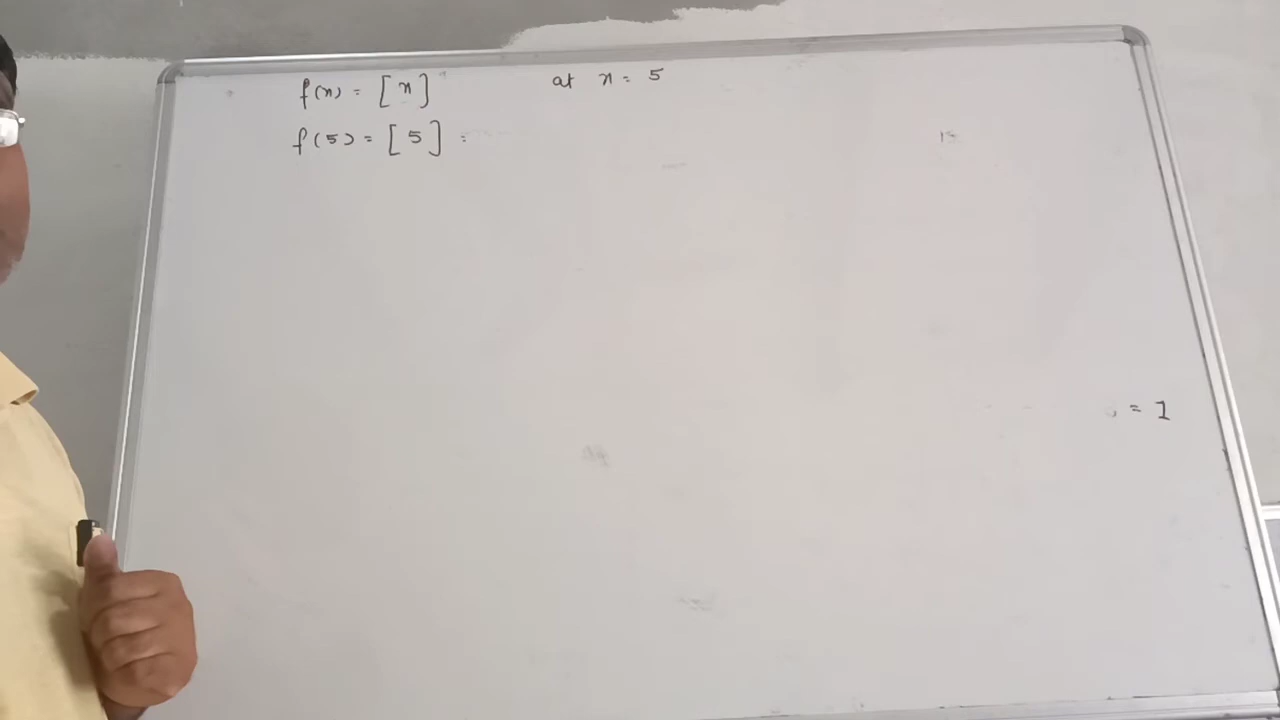 f(x) = [x] at x = 5
f(5) = [5] =
= 1